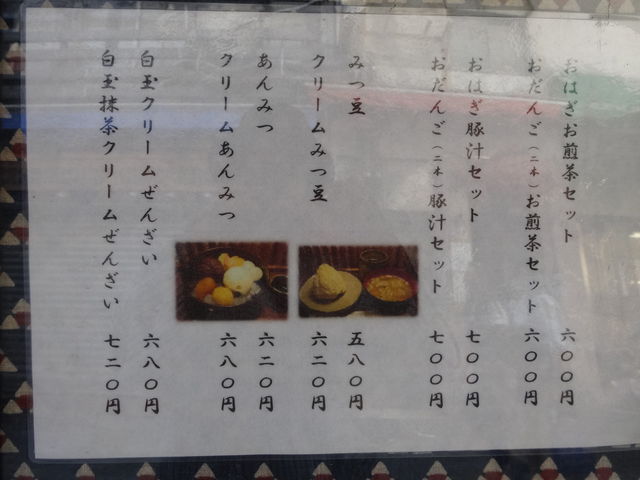 おはぎお煎茶セット 六〇〇円
おだんご(二本)お煎茶セット 六〇〇円
おはぎ豚汁セット 七〇〇円
おだんご(二本)豚汁セット 七〇〇円
みつ豆 五八〇円
クリームみつ豆 六二〇円
あんみつ 六二〇円
クリームあんみつ 六八〇円
白玉クリームぜんざい 六八〇円
白玉抹茶クリームぜんざい 七二〇円